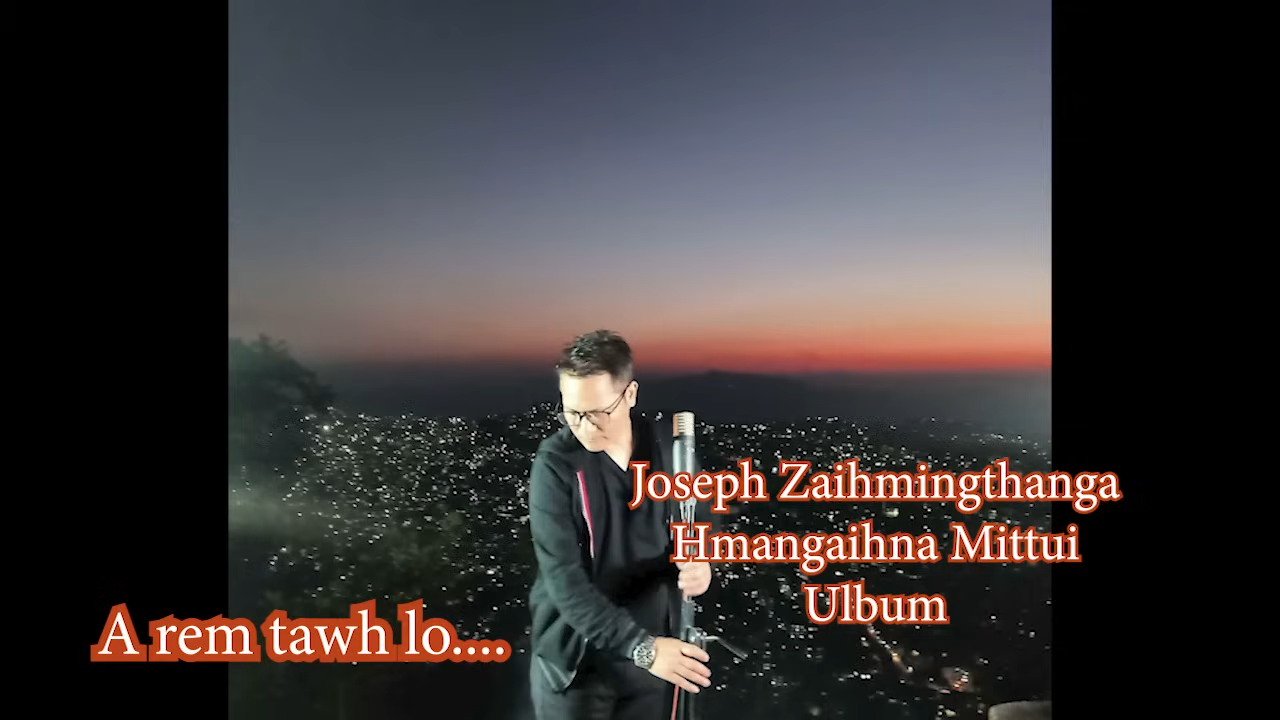 Joseph Zaihmingthanga
Hmangaihna Mittui
Ulbum
A rem tawh lo....